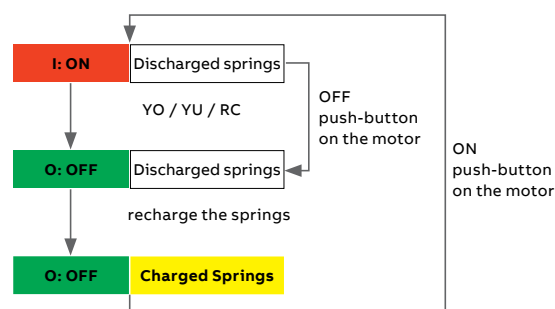 I: ON
Discharged springs
YO / YU / RC
OFF
push-button
on the motor
ON
push-button
on the motor
O: OFF
Discharged springs
recharge the springs
O: OFF
Charged Springs